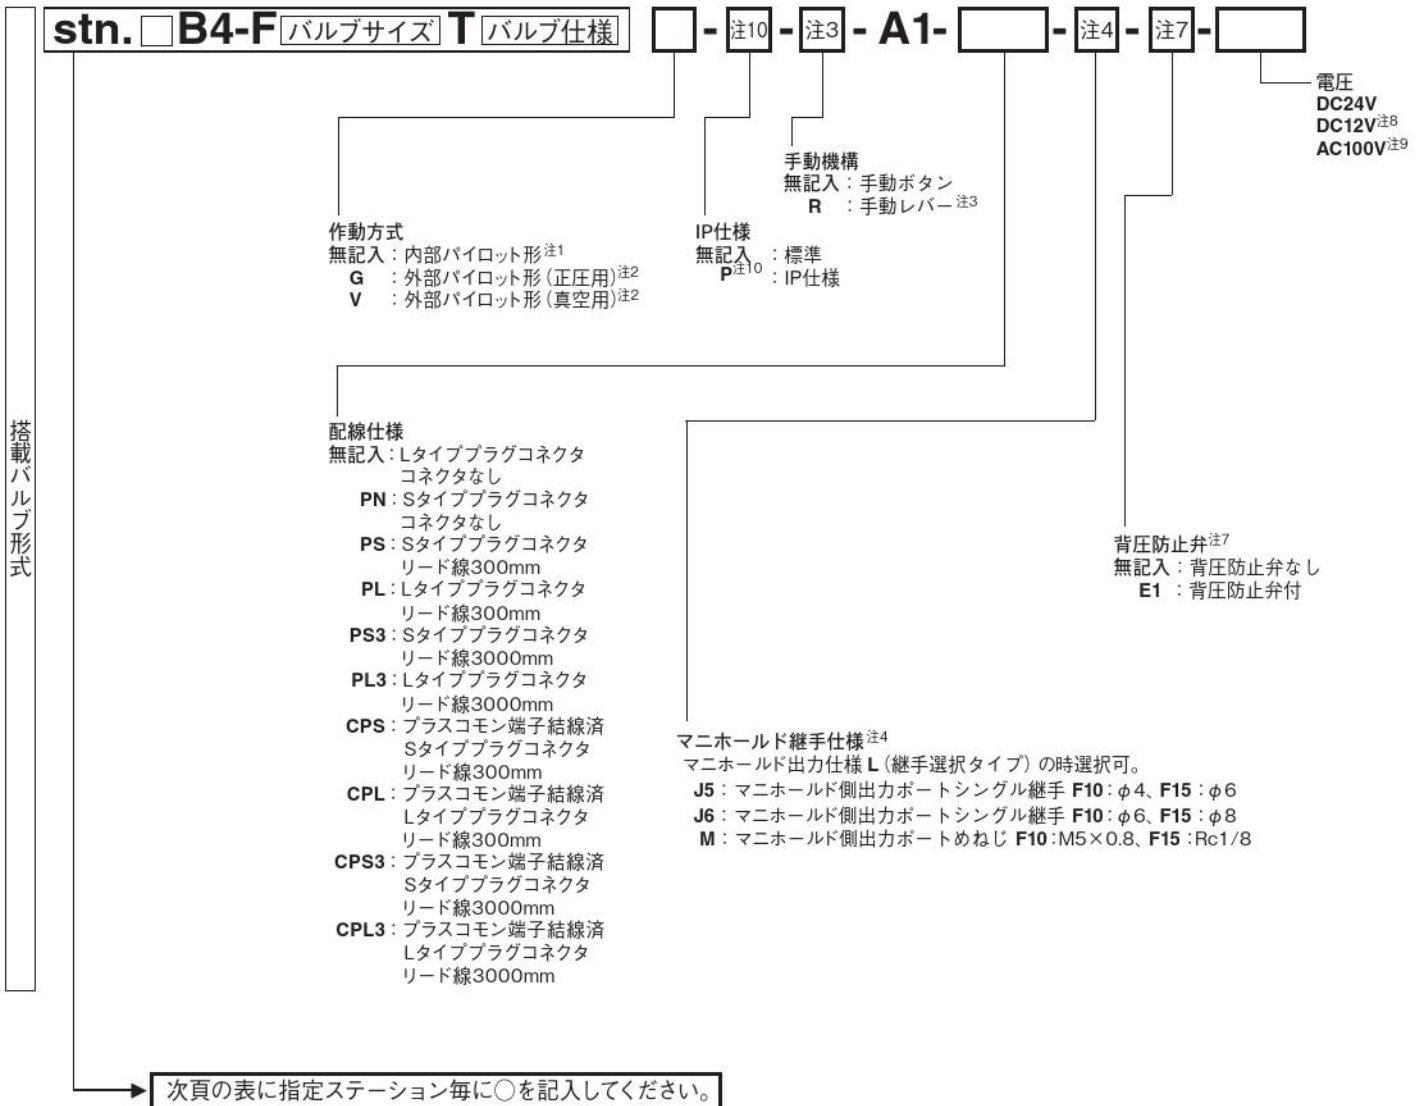 stn. □B4-F バルブサイズ T バルブ仕様 □-注10-注3-A1-□-注4-注7-□
電圧
DC24V
DC12V注8
AC100V注9
手動機構
無記入：手動ボタン
R ：手動レバー注3
作動方式
無記入：内部パイロット形注1
G ：外部パイロット形（正圧用）注2
V ：外部パイロット形（真空用）注2
IP仕様
無記入 ：標準
P注10 ：IP仕様
搭載バルブ形式
配線仕様
無記入：Lタイププラグコネクタ
コネクタなし
PN：Sタイププラグコネクタ
コネクタなし
PS：Sタイププラグコネクタ
リード線300mm
PL：Lタイププラグコネクタ
リード線300mm
PS3：Sタイププラグコネクタ
リード線3000mm
PL3：Lタイププラグコネクタ
リード線3000mm
CPS：プラスコモン端子結線済
Sタイププラグコネクタ
リード線300mm
CPL：プラスコモン端子結線済
Lタイププラグコネクタ
リード線300mm
CPS3：プラスコモン端子結線済
Sタイププラグコネクタ
リード線3000mm
CPL3：プラスコモン端子結線済
Lタイププラグコネクタ
リード線3000mm
背圧防止弁注7
無記入：背圧防止弁なし
E1 ：背圧防止弁付
マニホールド継手仕様注4
マニホールド出力仕様 L（継手選択タイプ）の時選択可。
J5：マニホールド側出力ポートシングル継手 F10：φ4、F15：φ6
J6：マニホールド側出力ポートシングル継手 F10：φ6、F15：φ8
M：マニホールド側出力ポートめねじ F10：M5×0.8、F15：Rc1/8
次頁の表に指定ステーション毎に○を記入してください。